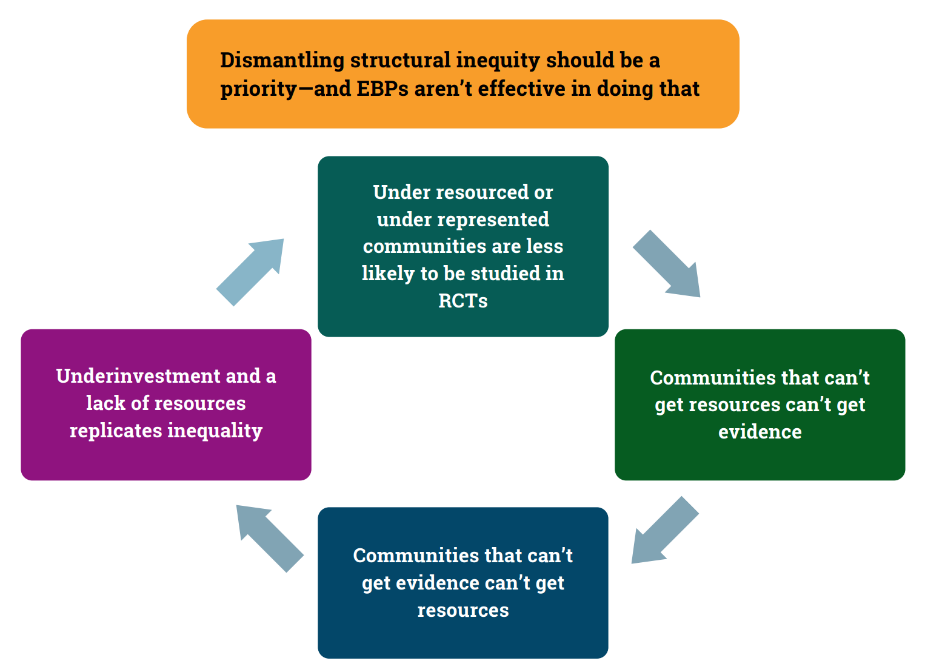 Dismantling structural inequity should be a
priority—and EBPs aren’t effective in doing that
Under resourced or
under represented
communities are less
likely to be studied in
RCTs
Underinvestment and a
lack of resources
replicates inequality
Communities that can’t
get resources can’t get
evidence
Communities that can’t
get evidence can’t get
resources